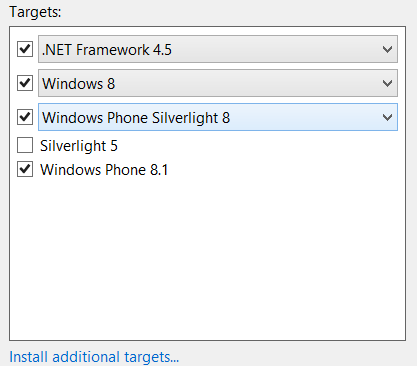 Targets:
.NET Framework 4.5
Windows 8
Windows Phone Silverlight 8
Silverlight 5
Windows Phone 8.1
Install additional targets...